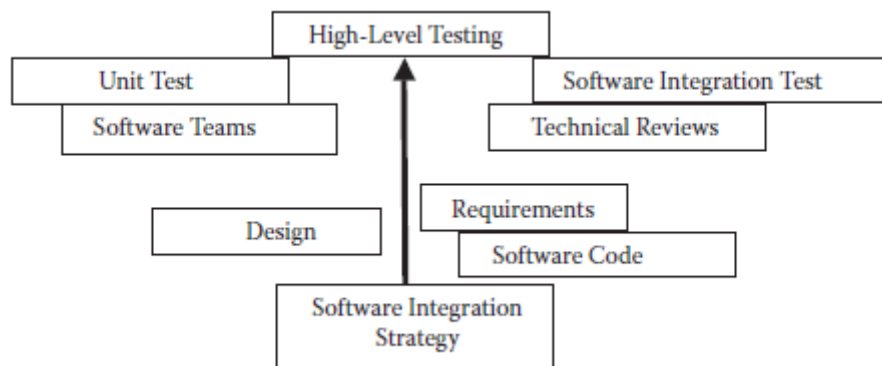 High-Level Testing
Unit Test
Software Integration Test
Software Teams
Technical Reviews
Requirements
Design
Software Code
Software Integration
Strategy